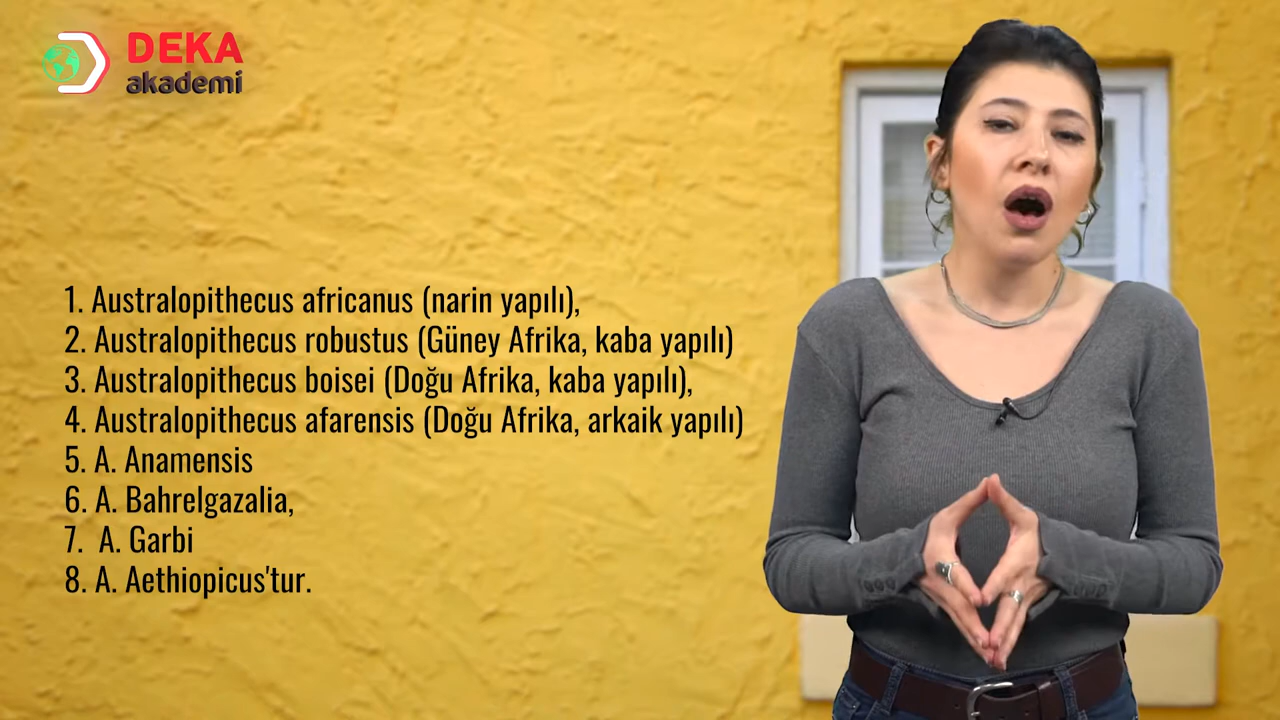 DEKA
akademi
1. Australopithecus africanus (narin yapılı),
2. Australopithecus robustus (Güney Afrika, kaba yapılı)
3. Australopithecus boisei (Doğu Afrika, kaba yapılı),
4. Australopithecus afarensis (Doğu Afrika, arkaik yapılı)
5. A. Anamensis
6. A. Bahrelgazalia,
7.  A. Garbi
8. A. Aethiopicus'tur.